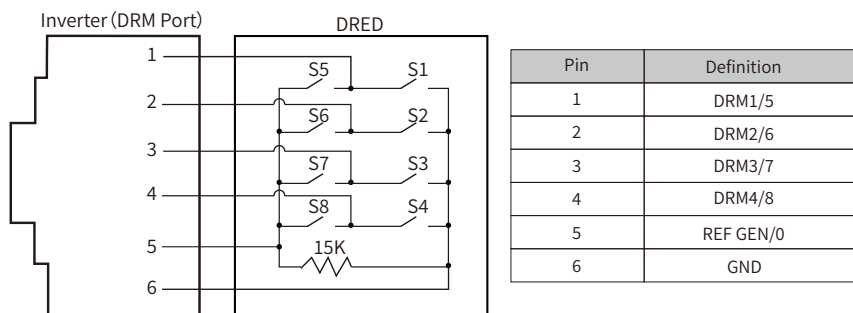 Inverter (DRM Port)
DRED
1
2
3
4
5
6
S5
S1
S6
S2
S7
S3
S8
S4
15K
Pin Definition
1 DRM1/5
2 DRM2/6
3 DRM3/7
4 DRM4/8
5 REF GEN/0
6 GND